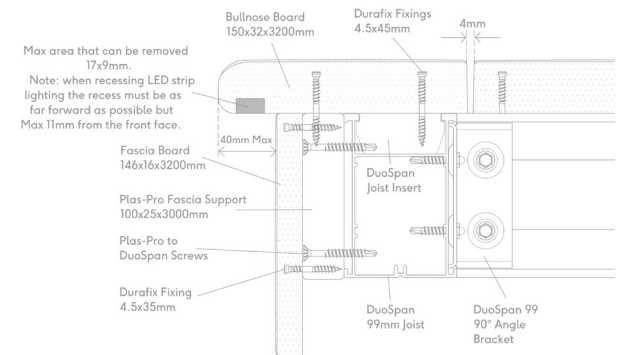 Bullnose Board
150x32x3200mm
Durafix Fixings
4.5x45mm
4mm
Max area that can be removed
17x9mm.
Note: when recessing LED strip
lighting the recess must be as
far forward as possible but
Max 11mm from the front face.
40mm Max
Fascia Board
146x16x3200mm
DuoSpan
Joist Insert
Plas-Pro Fascia Support
100x25x3000mm
Plas-Pro to
DuoSpan Screws
Durafix Fixing
4.5x35mm
DuoSpan
99mm Joist
DuoSpan 99
90° Angle
Bracket